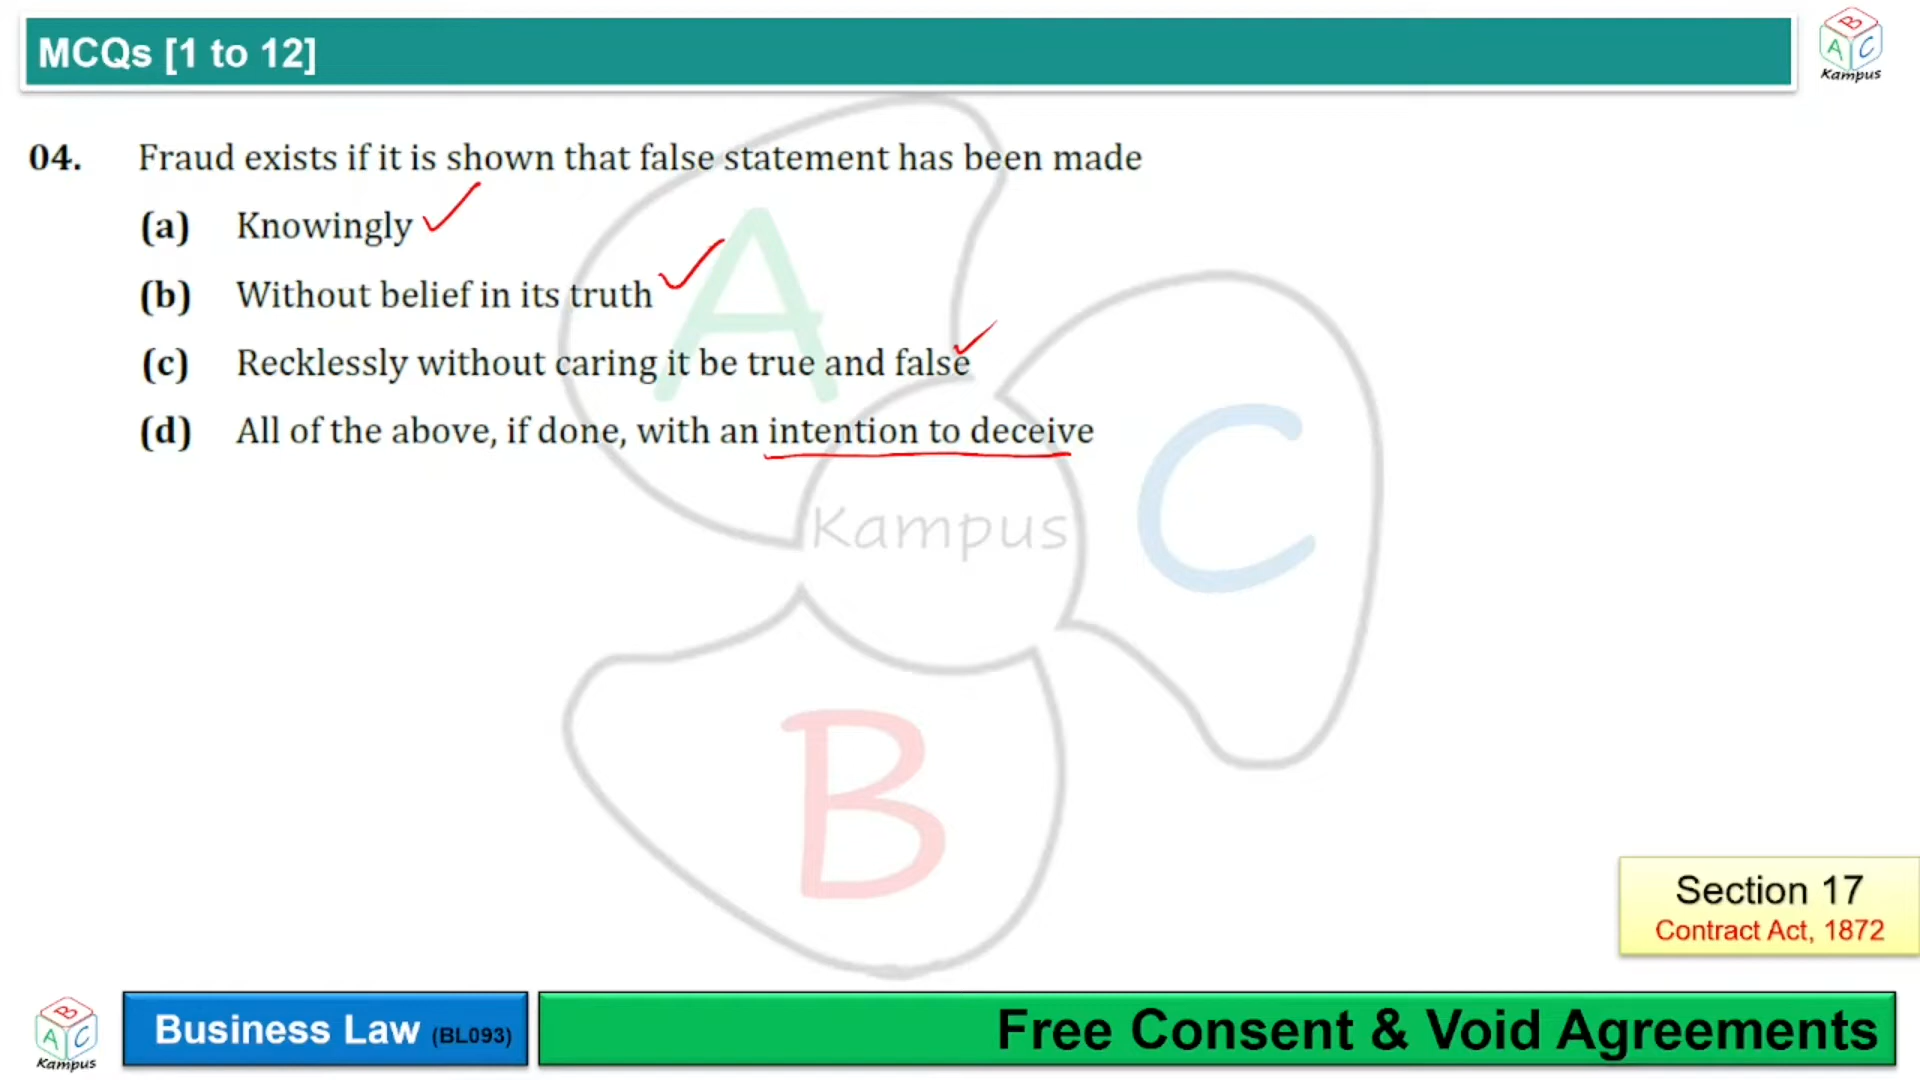 MCQs [1 to 12]
B
A C
Kampus
04. Fraud exists if it is shown that false statement has been made
(a) Knowingly
(b) Without belief in its truth
(c) Recklessly without caring it be true and false
(d) All of the above, if done, with an intention to deceive
A
C
Kampus
B
Section 17
Contract Act, 1872
B
A C
Kampus
Business Law (BL093)
Free Consent & Void Agreements